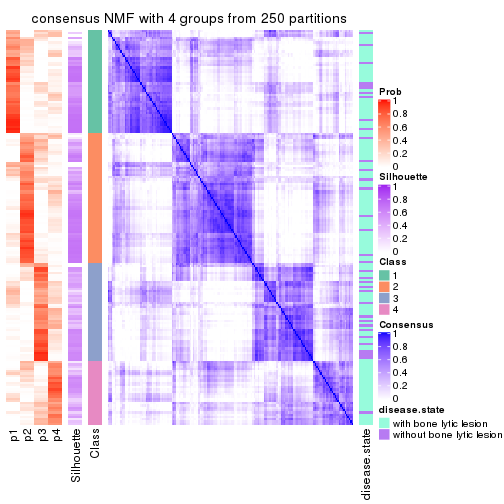 consensus NMF with 4 groups from 250 partitions
Prob
1
0.8
0.6
0.4
0.2
0
Silhouette
1
0.8
0.6
0.4
0.2
0
Class
1
2
3
4
Consensus
1
0.8
0.6
0.4
0.2
0
disease.state
with bone lytic lesion
without bone lytic lesion
p1
p2
p3
p4
Silhouette
Class
disease.state